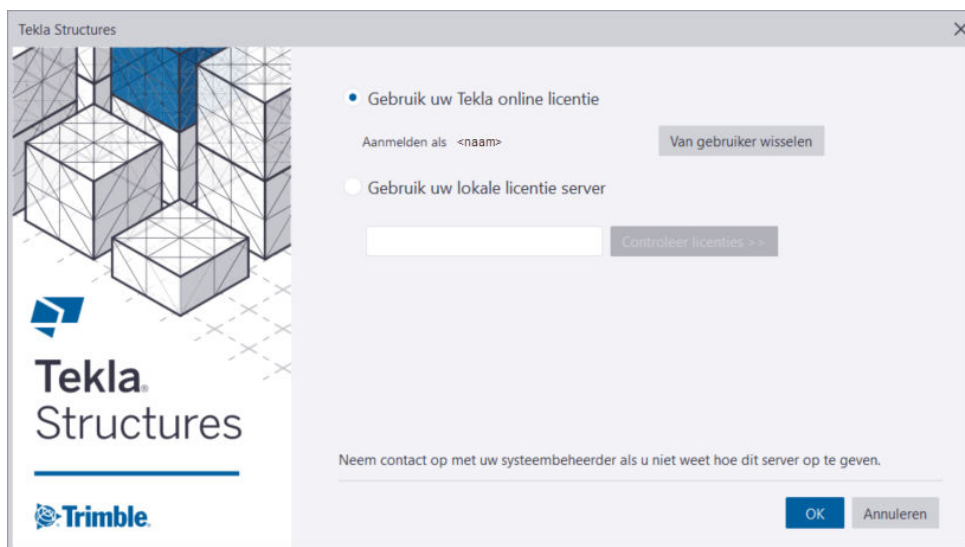 Tekla Structures
Gebruik uw Tekla online licentie
Aanmelden als <naam> Van gebruiker wisselen
Gebruik uw lokale licentie server
Controleer licenties >>
Tekla®
Structures
Neem contact op met uw systeembeheerder als u niet weet hoe dit server op te geven.
Trimble®
OK Annuleren